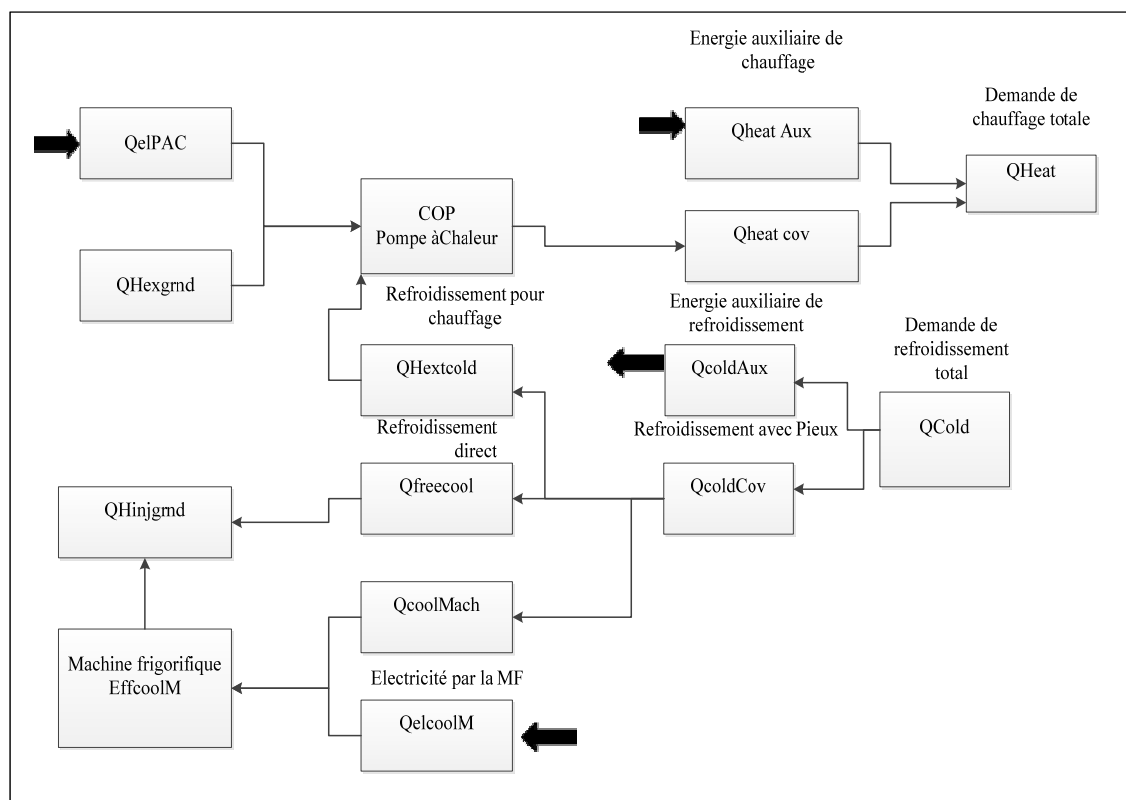 Energie auxiliaire de
chauffage
Demande de
chauffage totale
QelPAC
Qheat Aux
QHeat
COP
Pompe àChaleur
Qheat cov
QHexgrnd
Refroidissement pour
chauffage
Energie auxiliaire de
refroidissement
Demande de
refroidissement
total
QHextcold
QcoldAux
Refroidissement
direct
Refroidissement avec Pieux
QCold
Qfreecool
QcoldCov
QHinjgrnd
QcoolMach
Machine frigorifique
EffcoolM
Electricité par la MF
QelcoolM